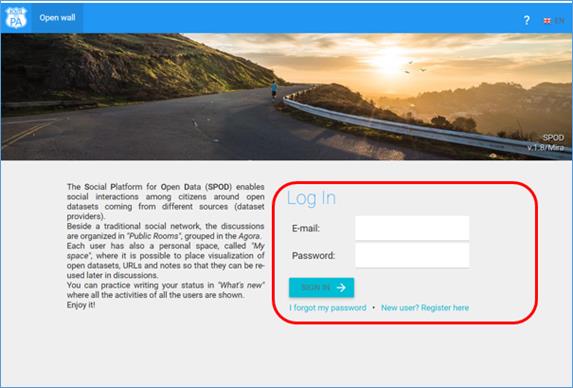 PA
Open wall
?
EN
SPOD
v.1.8/Mira
The Social Platform for Open Data (SPOD) enables
social interactions among citizens around open
datasets coming from different sources (dataset
providers).
Beside a traditional social network, the discussions
are organized in "Public Rooms", grouped in the Agora.
Each user has also a personal space, called "My
space", where it is possible to place visualization of
open datasets, URLs and notes so that they can be re-
used later in discussions.
You can practice writing your status in "What's new"
where all the activities of all the users are shown.
Enjoy it!
Log In
E-mail:
Password:
SIGN IN
I forgot my password • New user? Register here